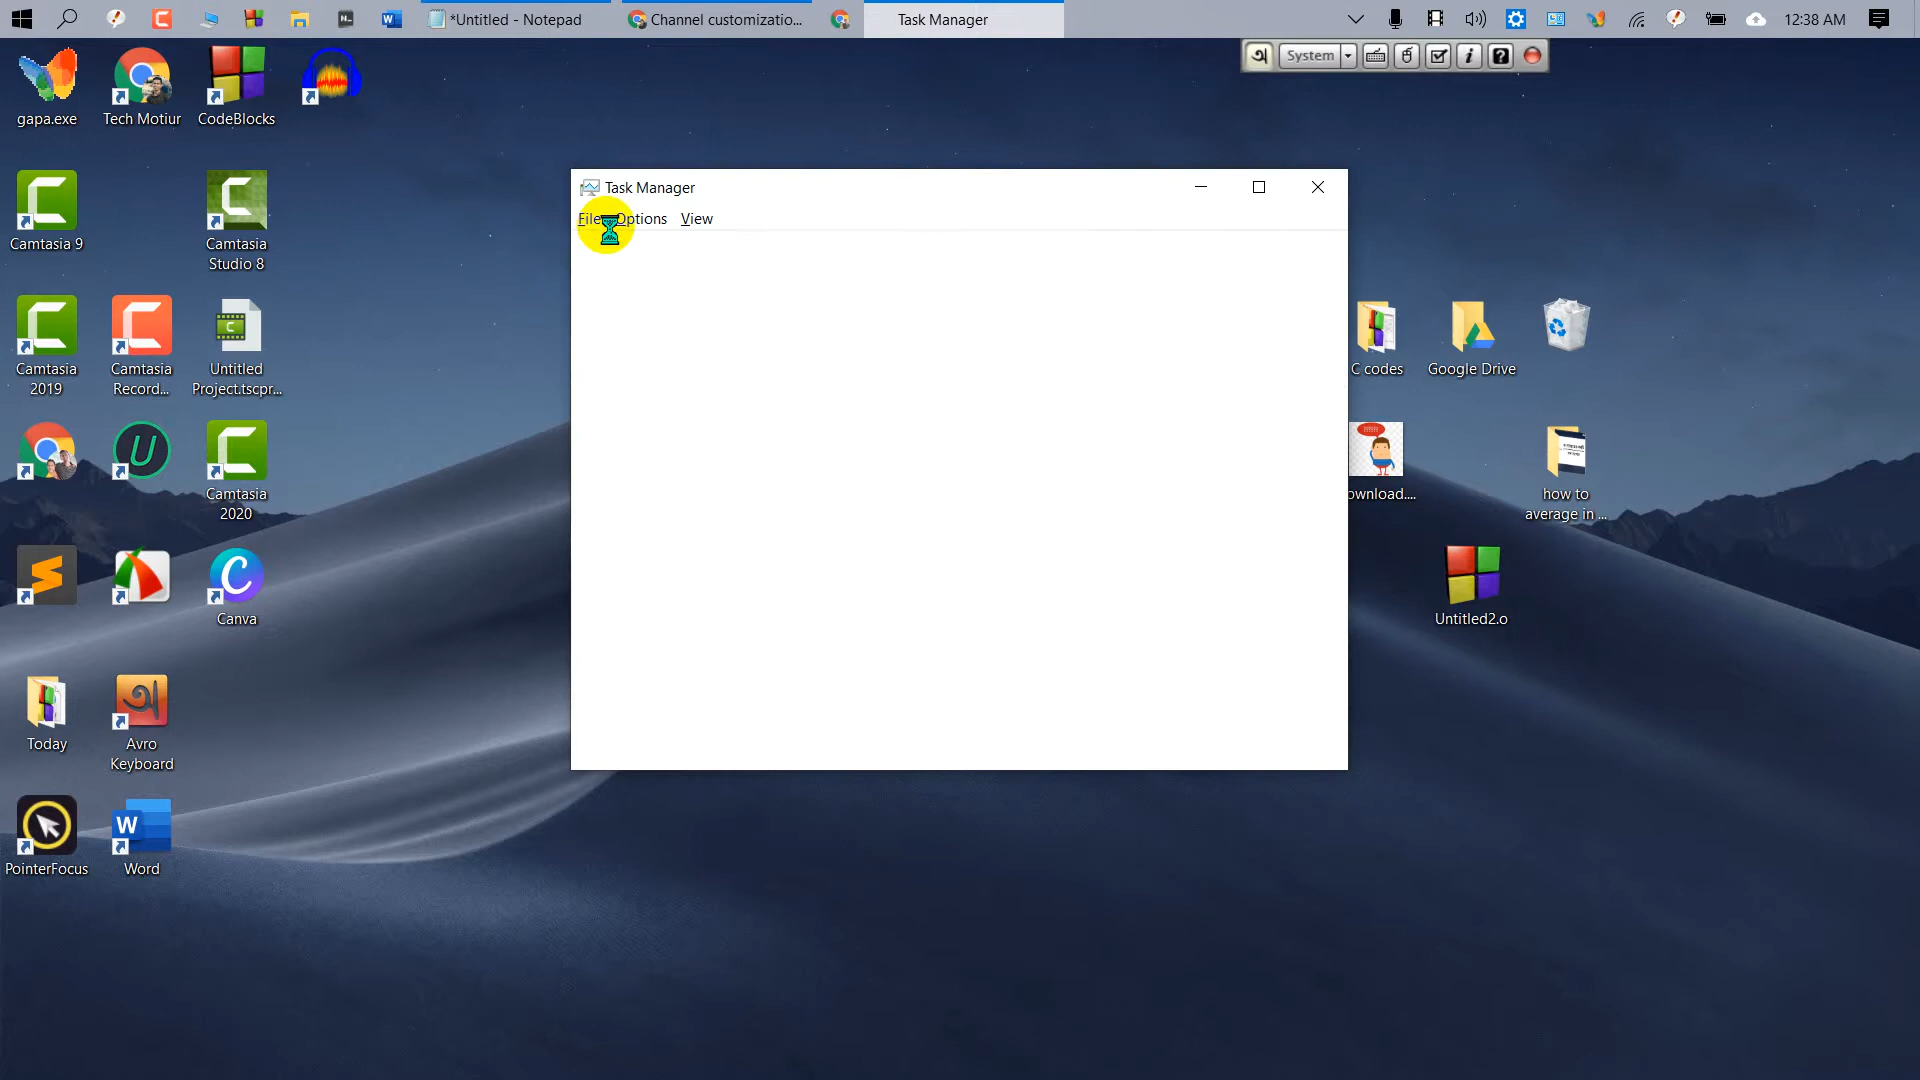 *Untitled - Notepad
Channel customizatio...
Task Manager
12:38 AM
অ
System
gapa.exe
Tech Motiur
CodeBlocks
Task Manager
File Options View
Camtasia 9
Camtasia
Studio 8
Camtasia
2019
Camtasia
Record...
Untitled
Project.tscpr...
C codes
Google Drive
Camtasia
2020
ownload....
how to
average in ...
Canva
Untitled2.o
Today
Avro
Keyboard
PointerFocus
Word